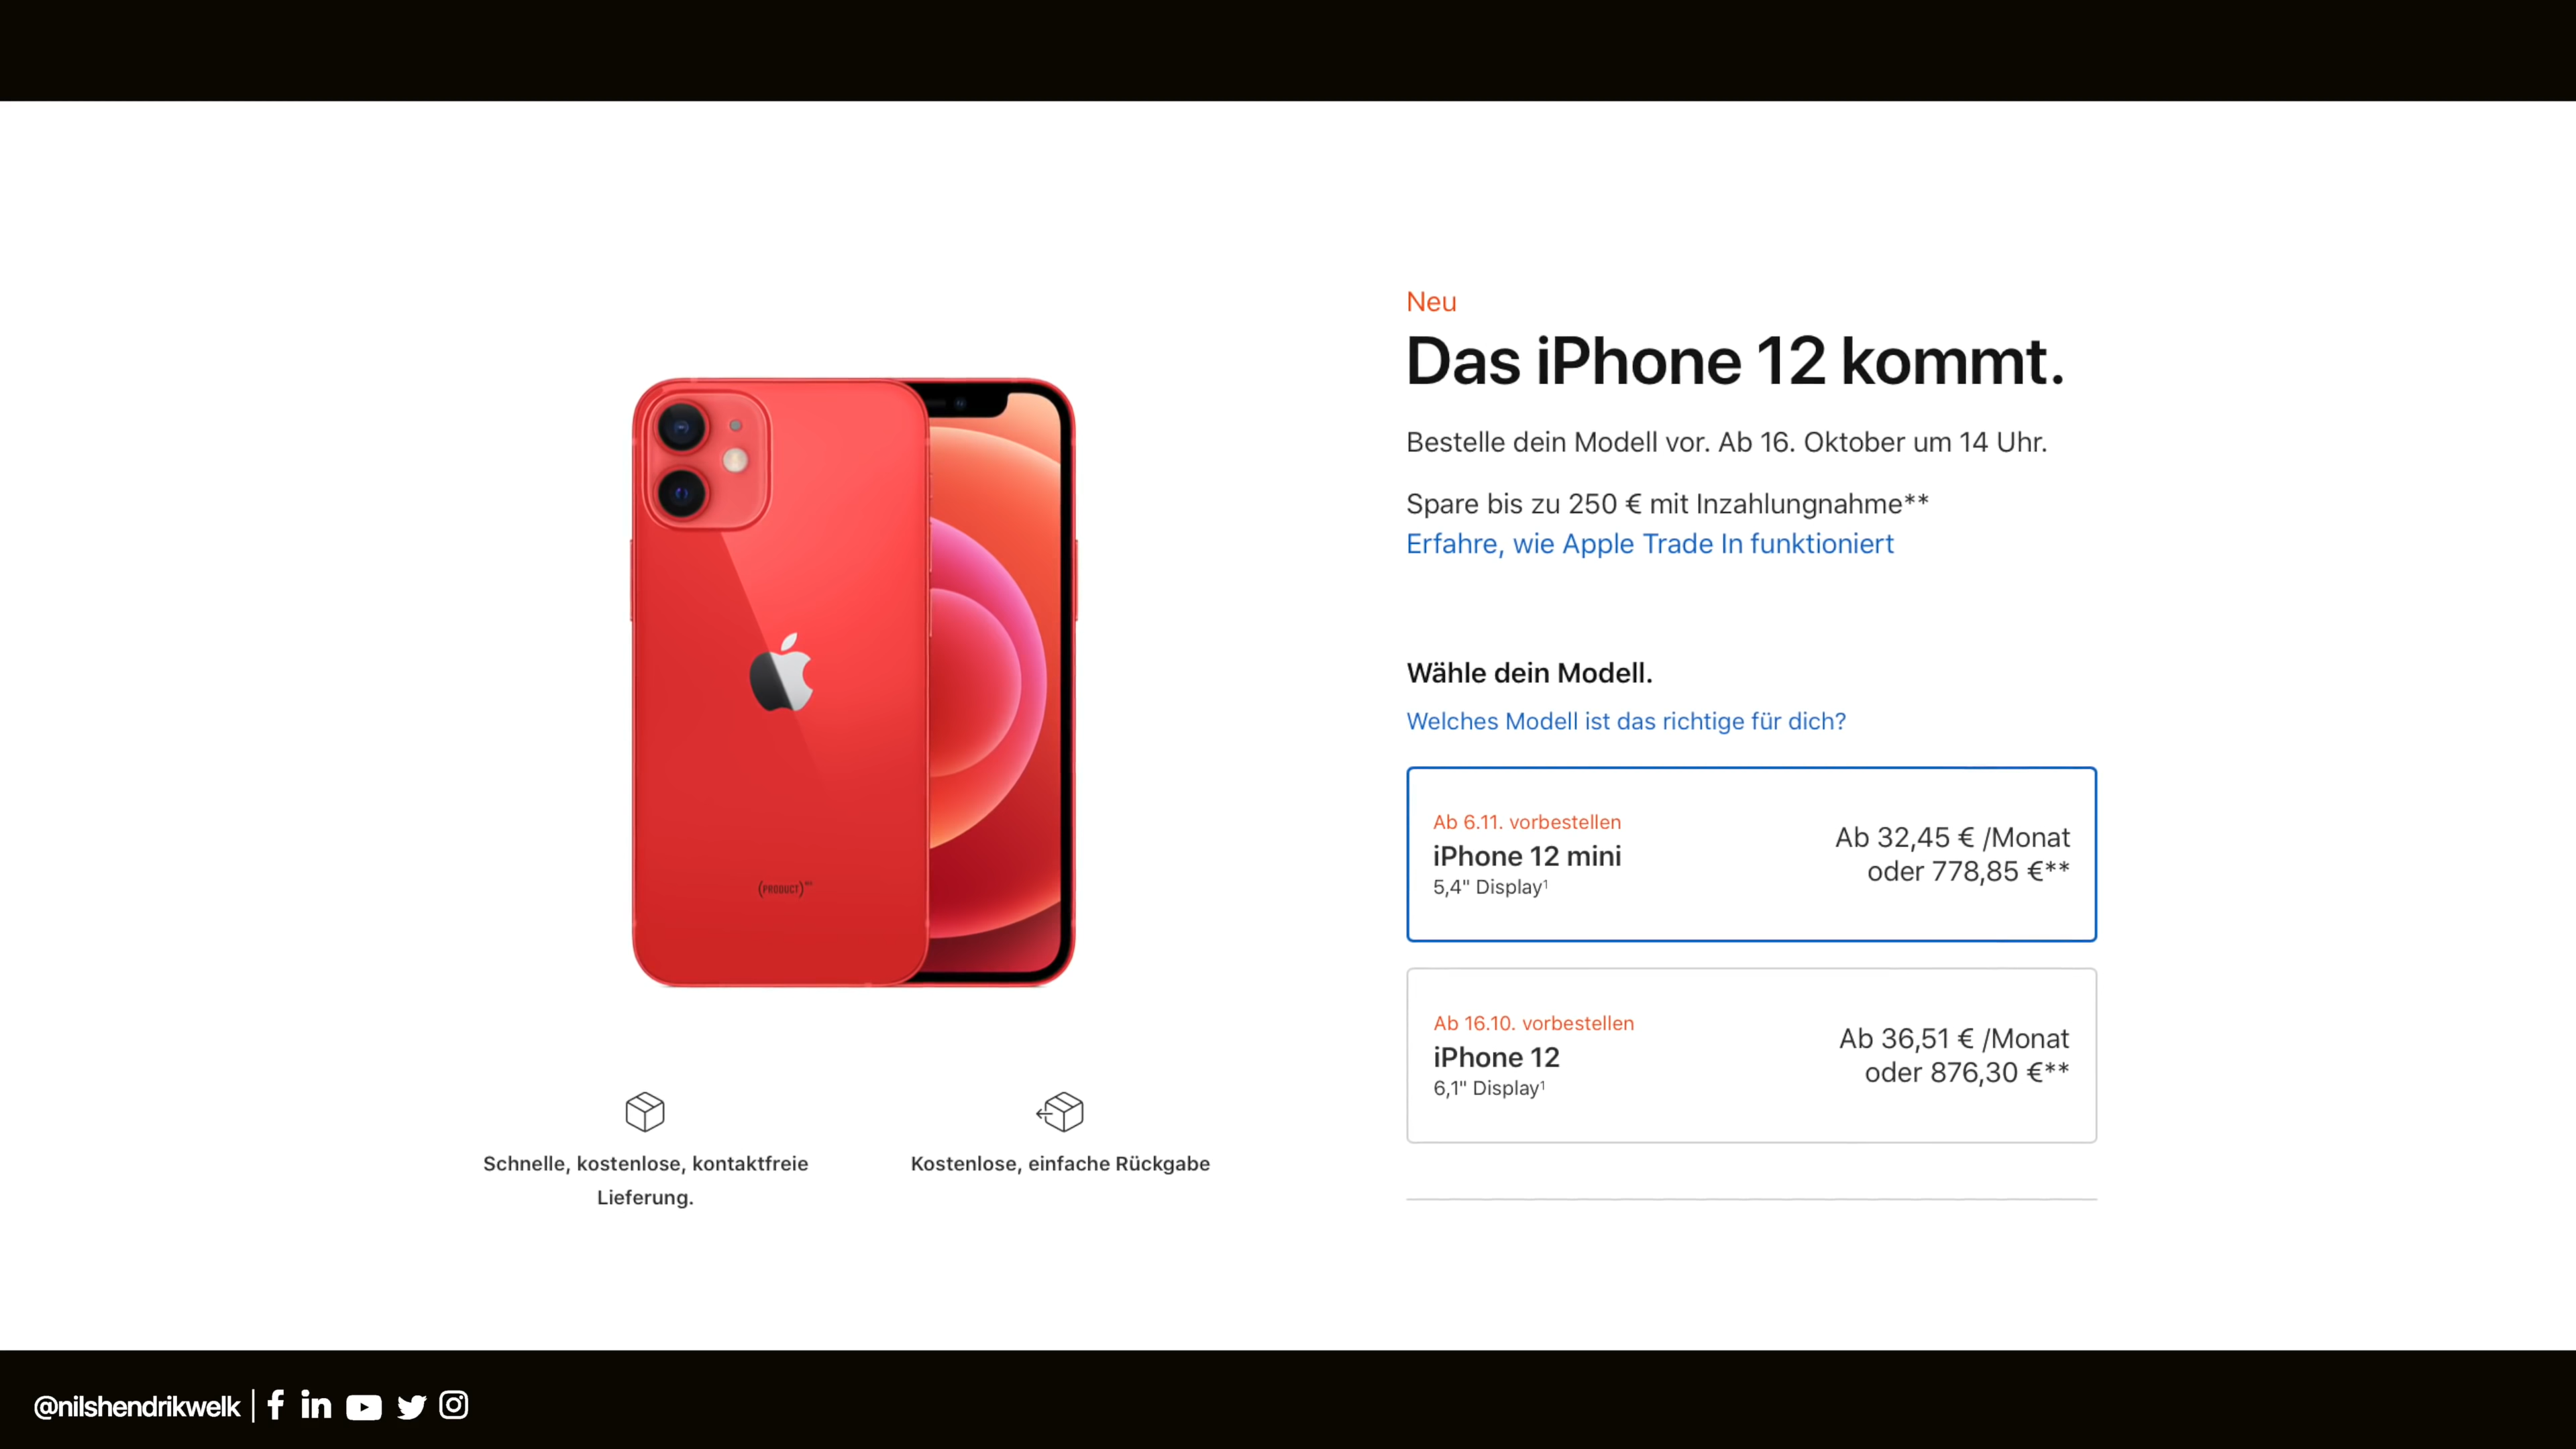 Neu
Das iPhone 12 kommt.
Bestelle dein Modell vor. Ab 16. Oktober um 14 Uhr.
Spare bis zu 250 € mit Inzahlungnahme**
Erfahre, wie Apple Trade In funktioniert
Wähle dein Modell.
Welches Modell ist das richtige für dich?
Ab 6.11. vorbestellen
iPhone 12 mini
5,4" Display¹
Ab 32,45 € /Monat
oder 778,85 €**
Ab 16.10. vorbestellen
iPhone 12
6,1" Display¹
Ab 36,51 € /Monat
oder 876,30 €**
(PRODUCT)
Schnelle, kostenlose, kontaktfreie
Lieferung.
Kostenlose, einfache Rückgabe
@nilshendrikwelk